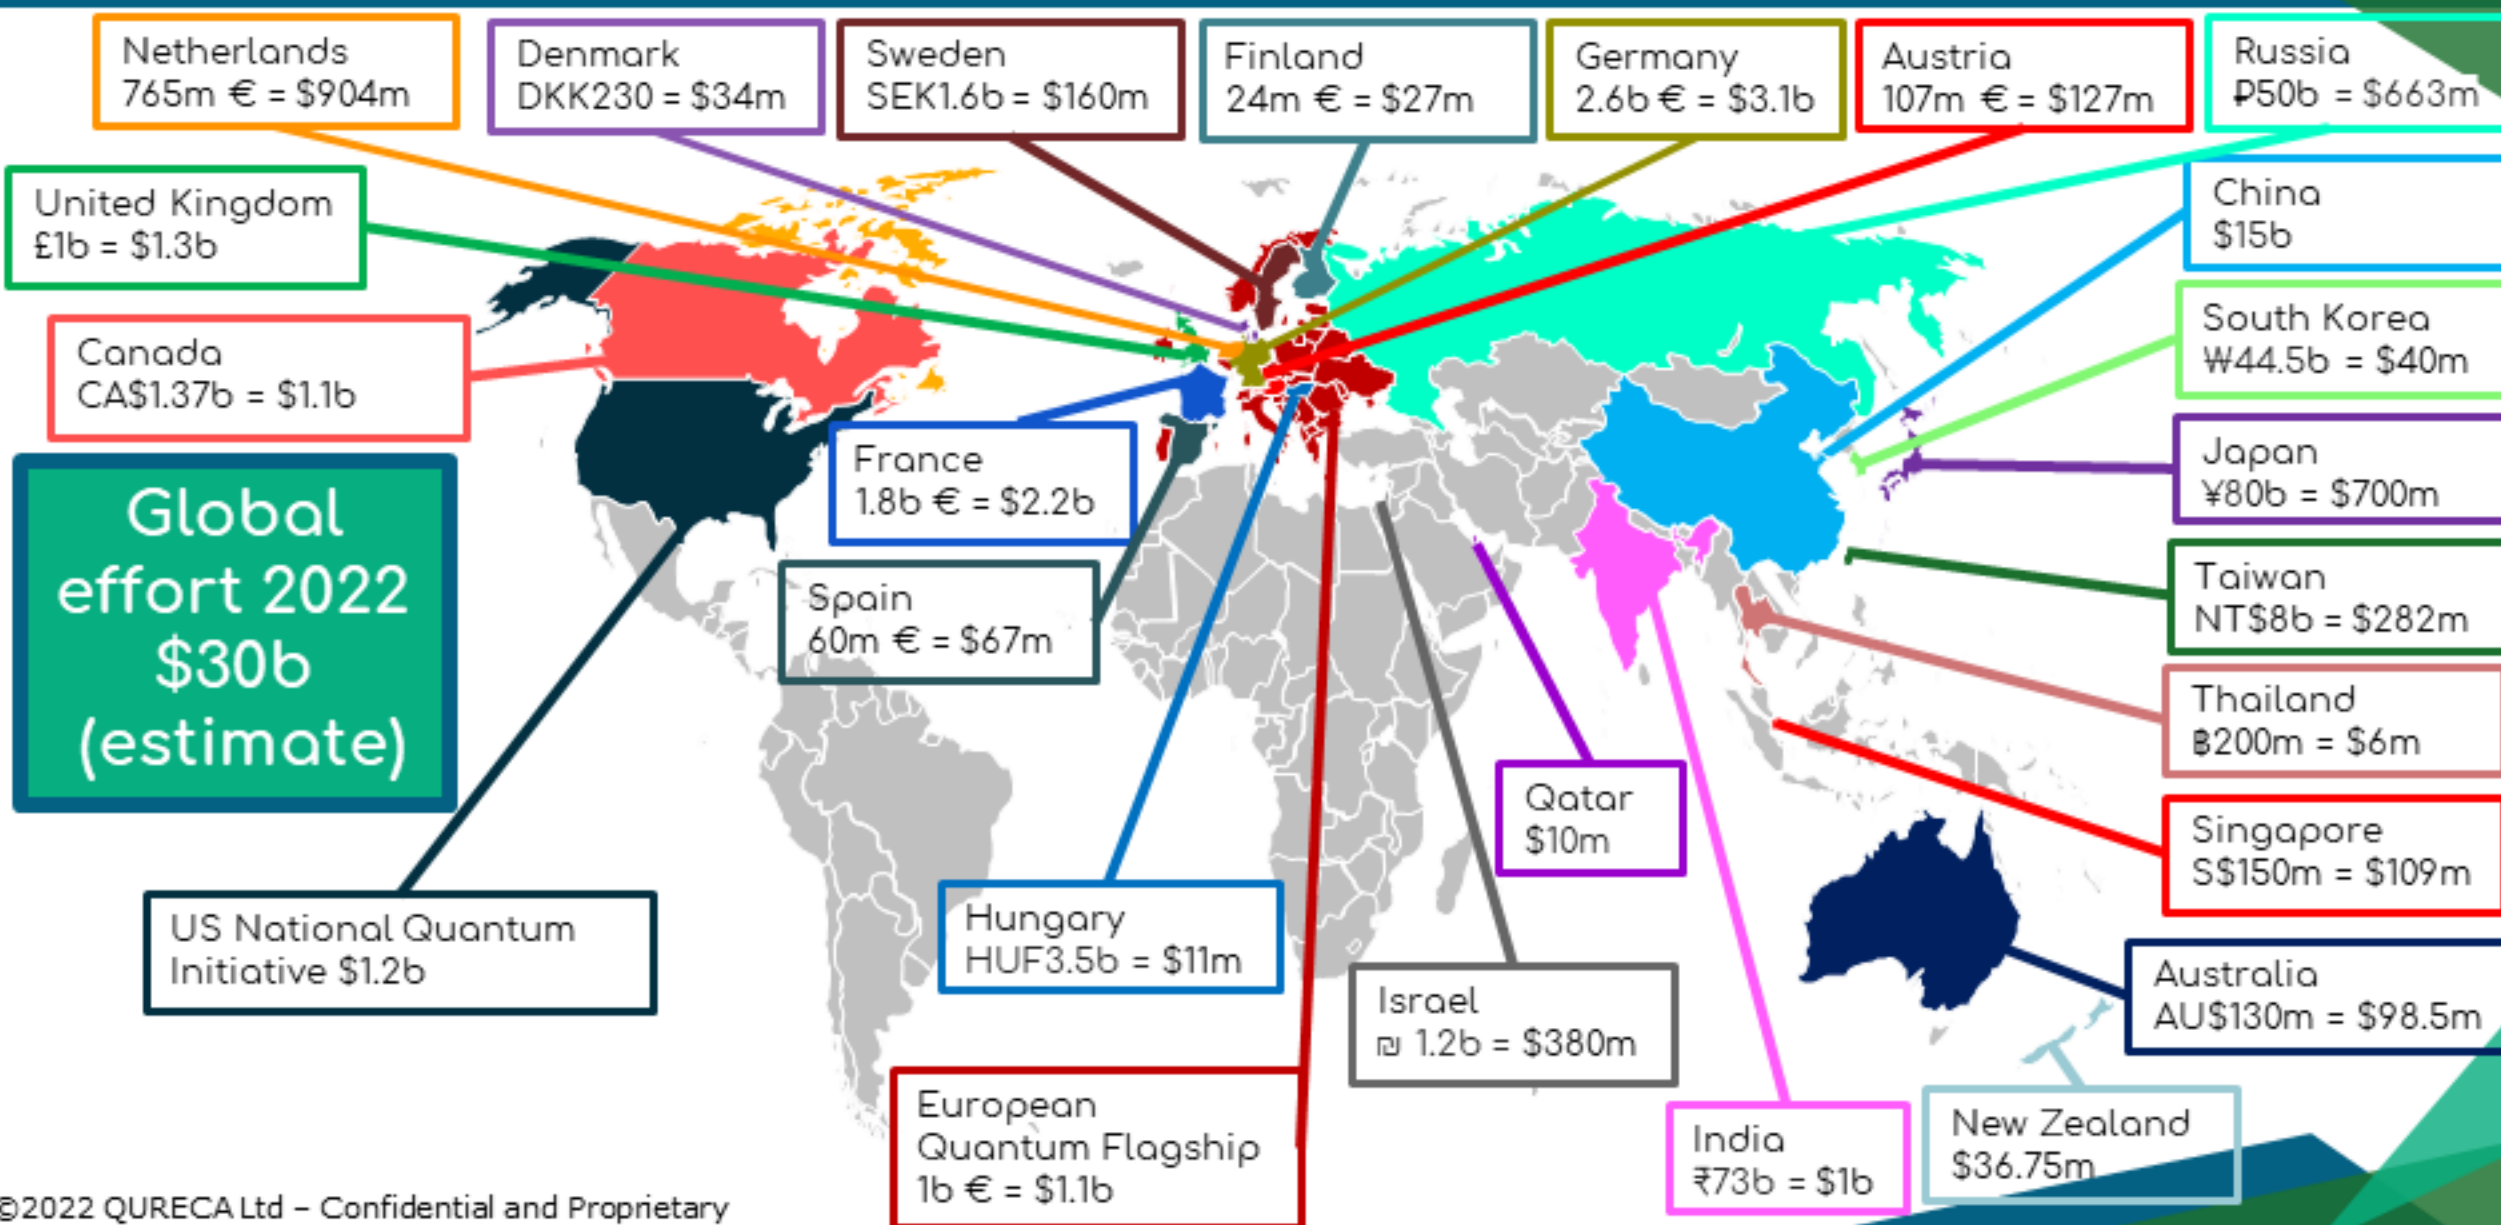 Netherlands
765m € = $904m
Denmark
DKK230 = $34m
Sweden
SEK1.6b = $160m
Finland
24m € = $27m
Germany
2.6b € = $3.1b
Austria
107m € = $127m
Russia
₽50b = $663m
United Kingdom
£1b = $1.3b
China
$15b
Canada
CA$1.37b = $1.1b
South Korea
₩44.5b = $40m
France
1.8b € = $2.2b
Japan
¥80b = $700m
Global
effort 2022
$30b
(estimate)
Spain
60m € = $67m
Taiwan
NT$8b = $282m
Thailand
฿200m = $6m
Qatar
$10m
Singapore
S$150m = $109m
US National Quantum
Initiative $1.2b
Hungary
HUF3.5b = $11m
Israel
₪ 1.2b = $380m
Australia
AU$130m = $98.5m
European
Quantum Flagship
1b € = $1.1b
India
₹73b = $1b
New Zealand
$36.75m
©2022 QURECA Ltd – Confidential and Proprietary